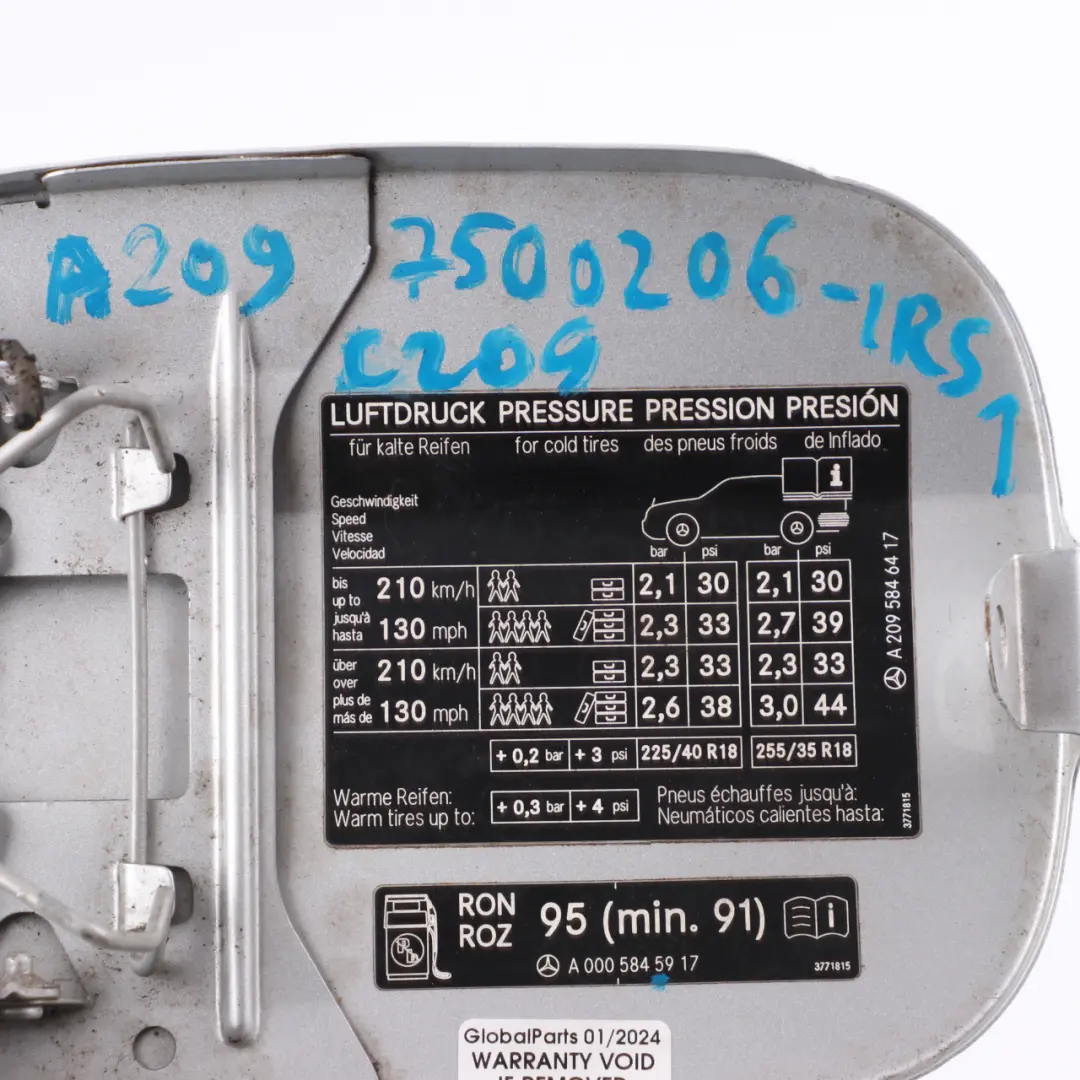 A209 7500206-IRS
C209
1
LUFTDRUCK PRESSURE PRESSION PRESIÓN
für kalte Reifen for cold tires des pneus froids de Inflado
Geschwindigkeit
Speed
Vitesse
Velocidad
bar psi bar psi
bis
up to
jusqu'à
hasta
210 km/h 2,1 30 2,1 30
130 mph 2,3 33 2,7 39
über
over
plus de
más de
210 km/h 2,3 33 2,3 33
130 mph 2,6 38 3,0 44
+ 0,2 bar + 3 psi 225/40 R18 255/35 R18
Warme Reifen:
Warm tires up to:
+ 0,3 bar + 4 psi
Pneus échauffes jusqu'à:
Neumáticos calientes hasta:
A 209 584 64 17
3771815
RON
ROZ
95 (min. 91)
A 000 584 59 17
3771815
GlobalParts 01/2024
WARRANTY VOID
IF REMOVED